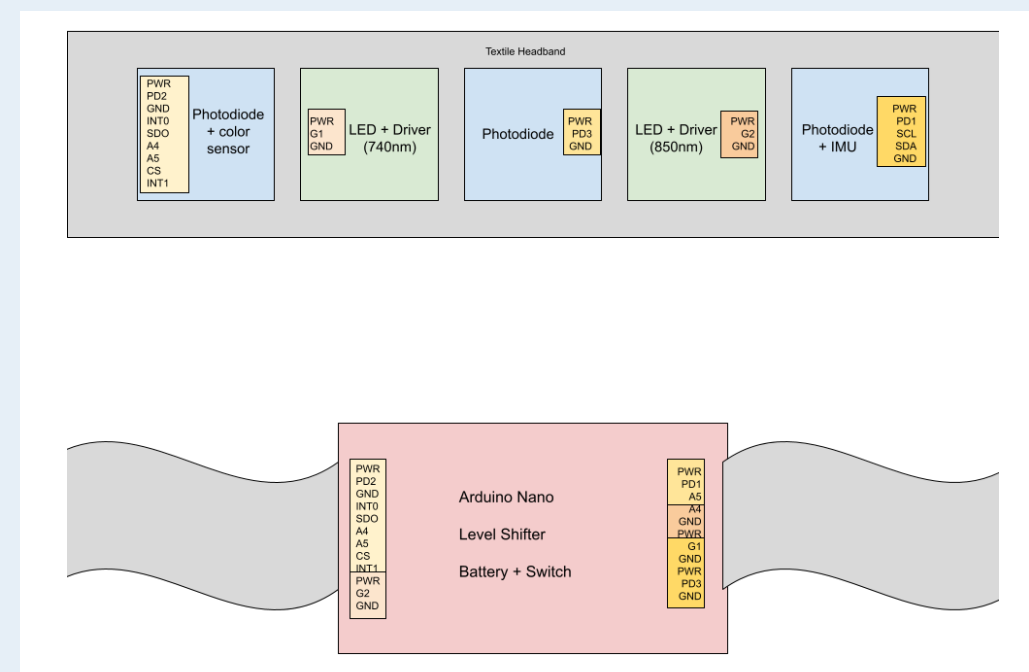 Textile Headband
PWR
PD2
GND
INT0
SDO
A4
A5
CS
INT1
Photodiode
+ color
sensor
PWR
G1
GND
LED + Driver
(740nm)
Photodiode
PWR
PD3
GND
LED + Driver
(850nm)
PWR
G2
GND
Photodiode
+ IMU
PWR
PD1
SCL
SDA
GND
PWR
PD2
GND
INT0
SDO
A4
A5
CS
INT1
PWR
G2
GND
Arduino Nano
Level Shifter
Battery + Switch
PWR
PD1
A5
A4
GND
PWR
G1
GND
PWR
PD3
GND